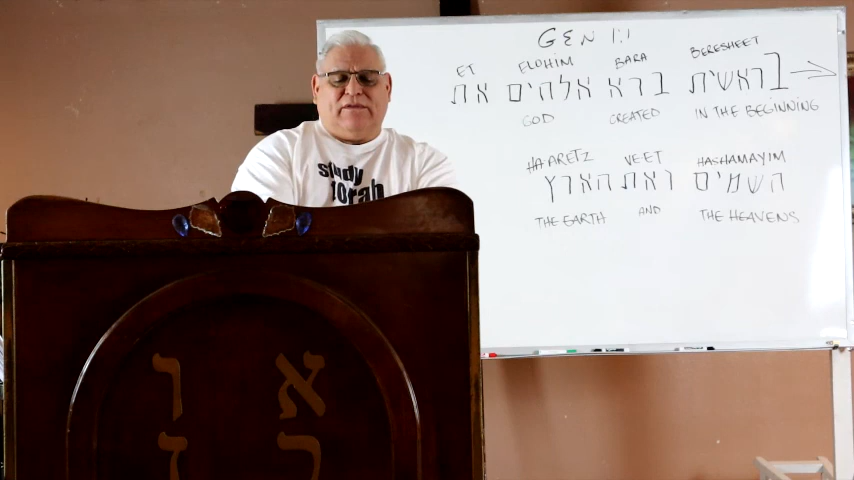 GEN 1:1
ET ELOHIM BARA BERESHEET
בראשית ברא אלהים את
GOD CREATED IN THE BEGINNING
HA'ARETZ VE'ET HASHAMAYIM
השמים ואת הארץ
THE EARTH AND THE HEAVENS
study
torah
א ו